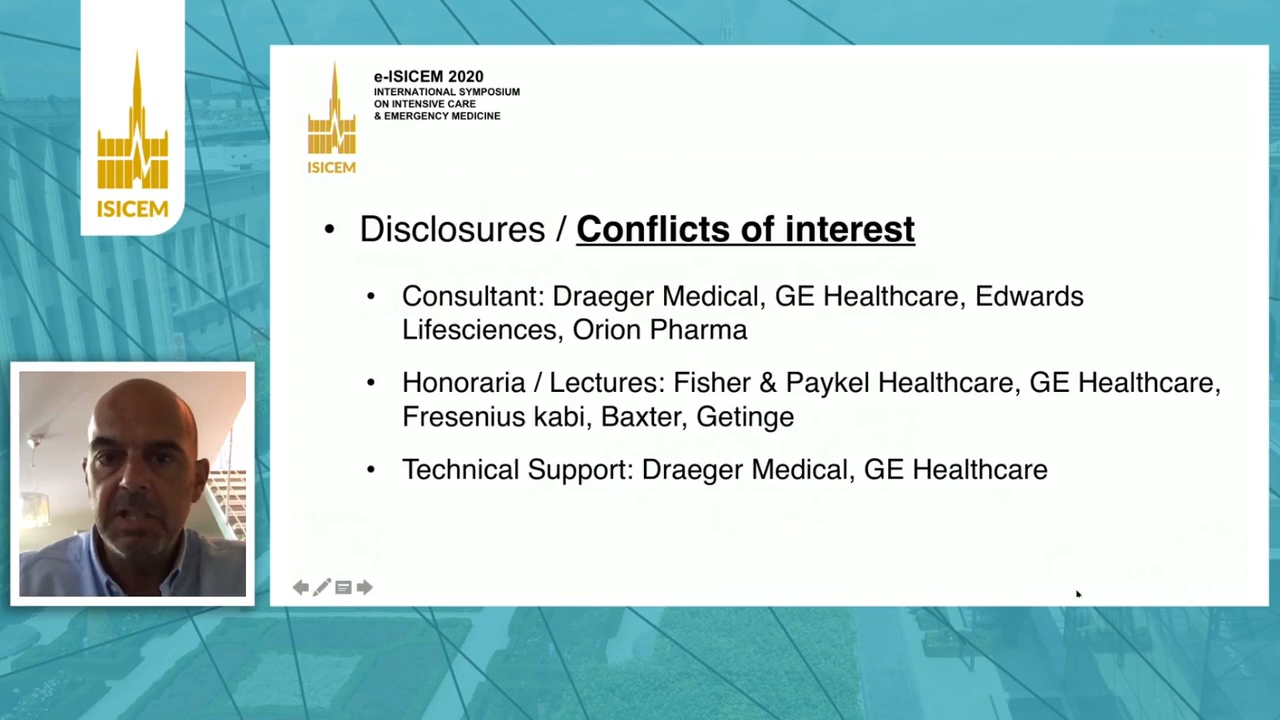 ISICEM
e-ISICEM 2020
INTERNATIONAL SYMPOSIUM
ON INTENSIVE CARE
& EMERGENCY MEDICINE
ISICEM
• Disclosures / Conflicts of interest
• Consultant: Draeger Medical, GE Healthcare, Edwards
Lifesciences, Orion Pharma
• Honoraria / Lectures: Fisher & Paykel Healthcare, GE Healthcare,
Fresenius kabi, Baxter, Getinge
• Technical Support: Draeger Medical, GE Healthcare